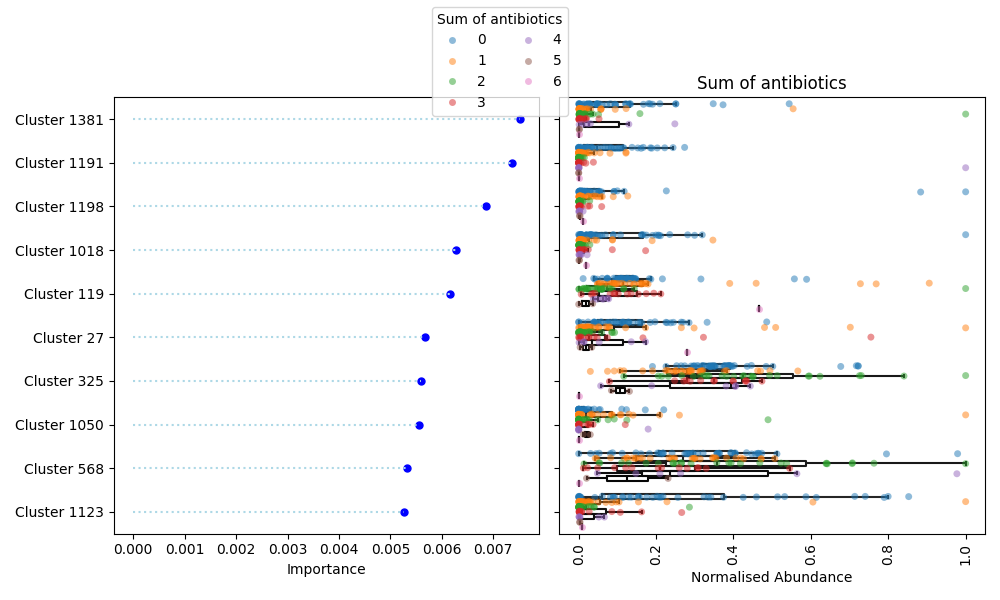 Sum of antibiotics
0 4
1 5
2 6
3
Sum of antibiotics
Cluster 1381
Cluster 1191
Cluster 1198
Cluster 1018
Cluster 119
Cluster 27
Cluster 325
Cluster 1050
Cluster 568
Cluster 1123
0.000 0.001 0.002 0.003 0.004 0.005 0.006 0.007
Importance
0.0 0.2 0.4 0.6 0.8 1.0
Normalised Abundance